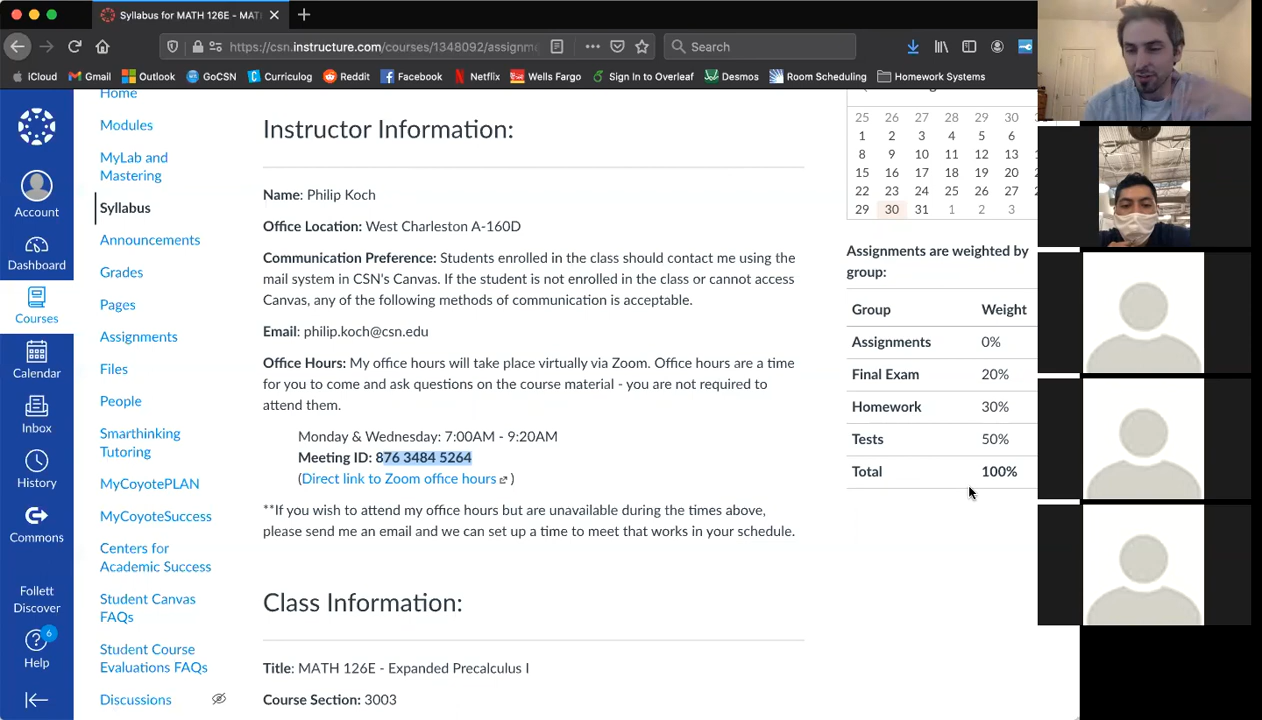 Syllabus for MATH 126E - MAT
https://csn.instructure.com/courses/1348092/assignm
Search
iCloud
Gmail
Outlook
GoCSN
Curriculog
Reddit
Facebook
Netflix
Wells Fargo
Sign In to Overleaf
Desmos
Room Scheduling
Homework Systems
Account
Dashboard
Courses
Calendar
Inbox
History
Commons
Follett
Discover
6
Help
Home
Modules
MyLab and
Mastering
Syllabus
Announcements
Grades
Pages
Assignments
Files
People
Smarthinking
Tutoring
MyCoyotePLAN
MyCoyoteSuccess
Centers for
Academic Success
Student Canvas
FAQs
Student Course
Evaluations FAQs
Discussions
Instructor Information:
Name: Philip Koch
Office Location: West Charleston A-160D
Communication Preference: Students enrolled in the class should contact me using the
mail system in CSN's Canvas. If the student is not enrolled in the class or cannot access
Canvas, any of the following methods of communication is acceptable.
Email: philip.koch@csn.edu
Office Hours: My office hours will take place virtually via Zoom. Office hours are a time
for you to come and ask questions on the course material - you are not required to
attend them.
Monday & Wednesday: 7:00AM - 9:20AM
Meeting ID: 876 3484 5264
(Direct link to Zoom office hours )
**If you wish to attend my office hours but are unavailable during the times above,
please send me an email and we can set up a time to meet that works in your schedule.
Class Information:
Title: MATH 126E - Expanded Precalculus I
Course Section: 3003
25 26 27 28 29 30
1 2 3 4 5 6
8 9 10 11 12 13
15 16 17 18 19 20
22 23 24 25 26 27
29 30 31 1 2 3
Assignments are weighted by
group:
Group Weight
Assignments 0%
Final Exam 20%
Homework 30%
Tests 50%
Total 100%